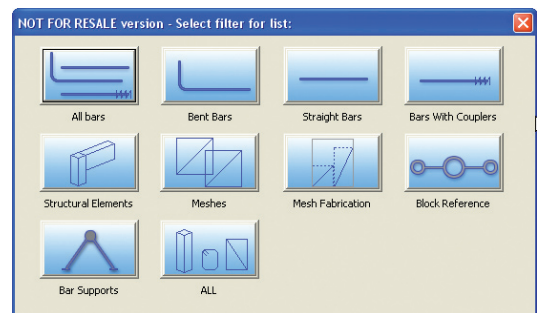 NOT FOR RESALE version - Select filter for list:
All bars Bent Bars Straight Bars Bars With Couplers
Structural Elements Meshes Mesh Fabrication Block Reference
Bar Supports ALL